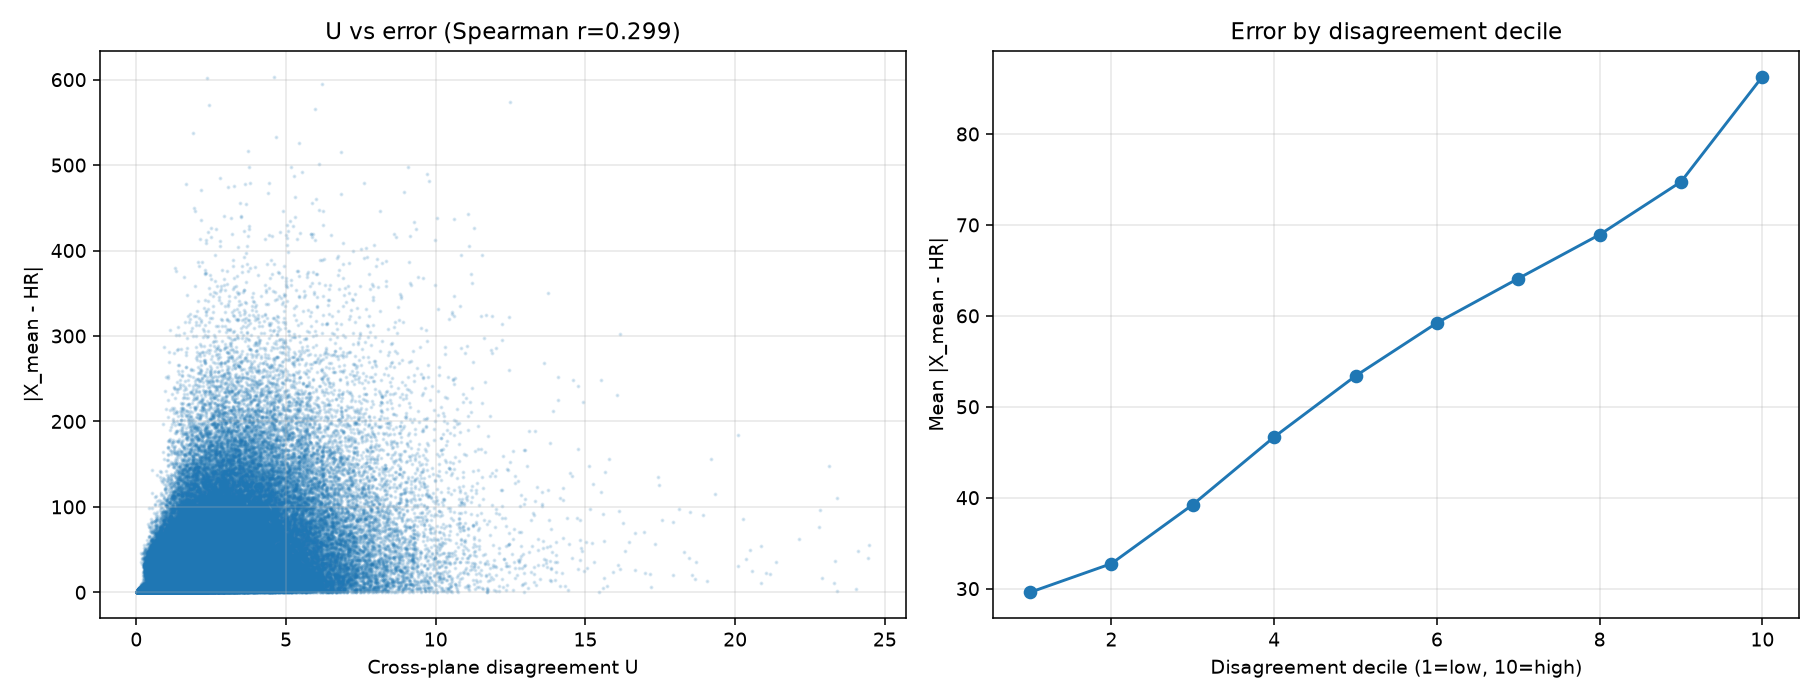 U vs error (Spearman r=0.299)
|X_mean - HR|
600
500
400
300
200
100
0
0 5 10 15 20 25
Cross-plane disagreement U
Error by disagreement decile
Mean |X_mean - HR|
80
70
60
50
40
30
2 4 6 8 10
Disagreement decile (1=low, 10=high)